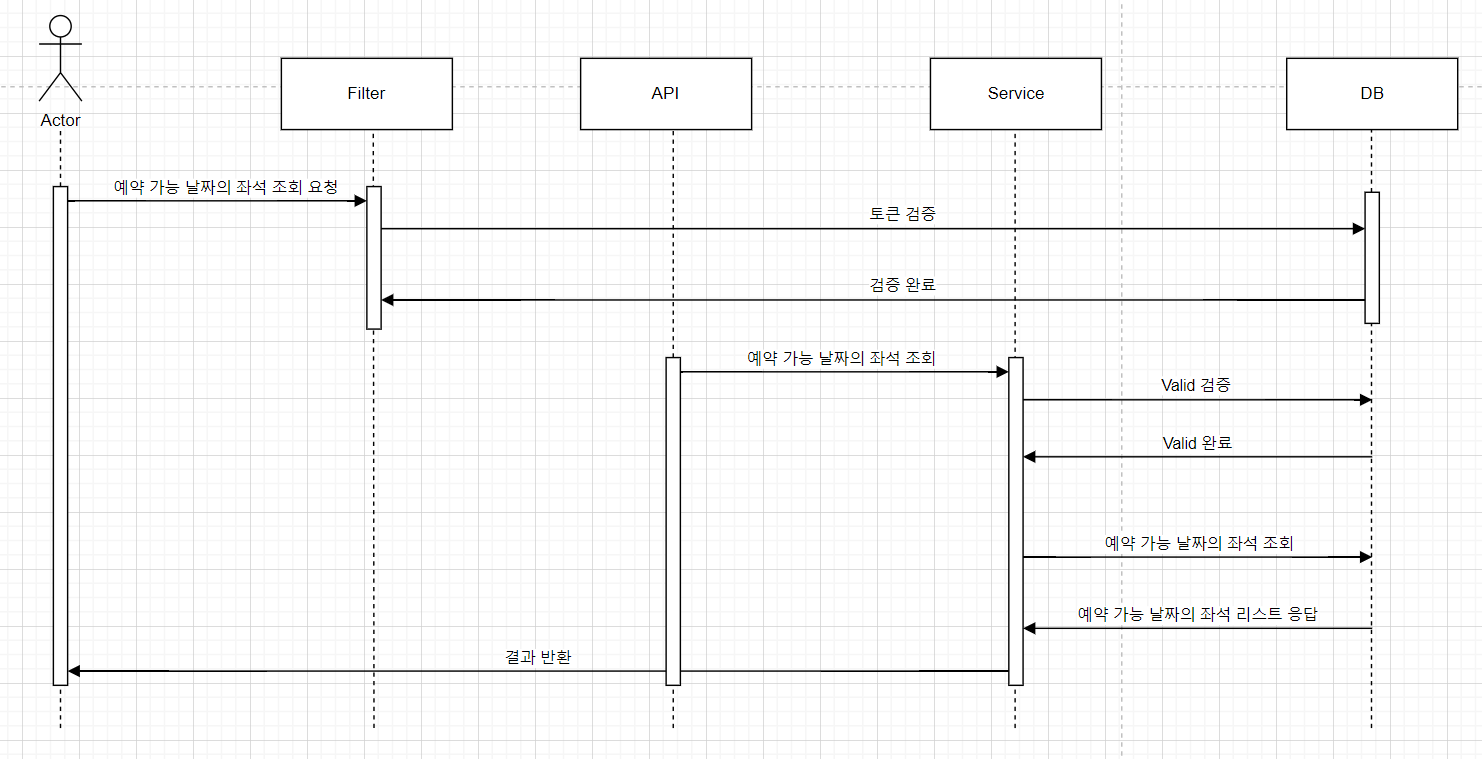 Actor
Filter
API
Service
DB
예약 가능 날짜의 좌석 조회 요청
토큰 검증
검증 완료
예약 가능 날짜의 좌석 조회
Valid 검증
Valid 완료
예약 가능 날짜의 좌석 조회
예약 가능 날짜의 좌석 리스트 응답
결과 반환